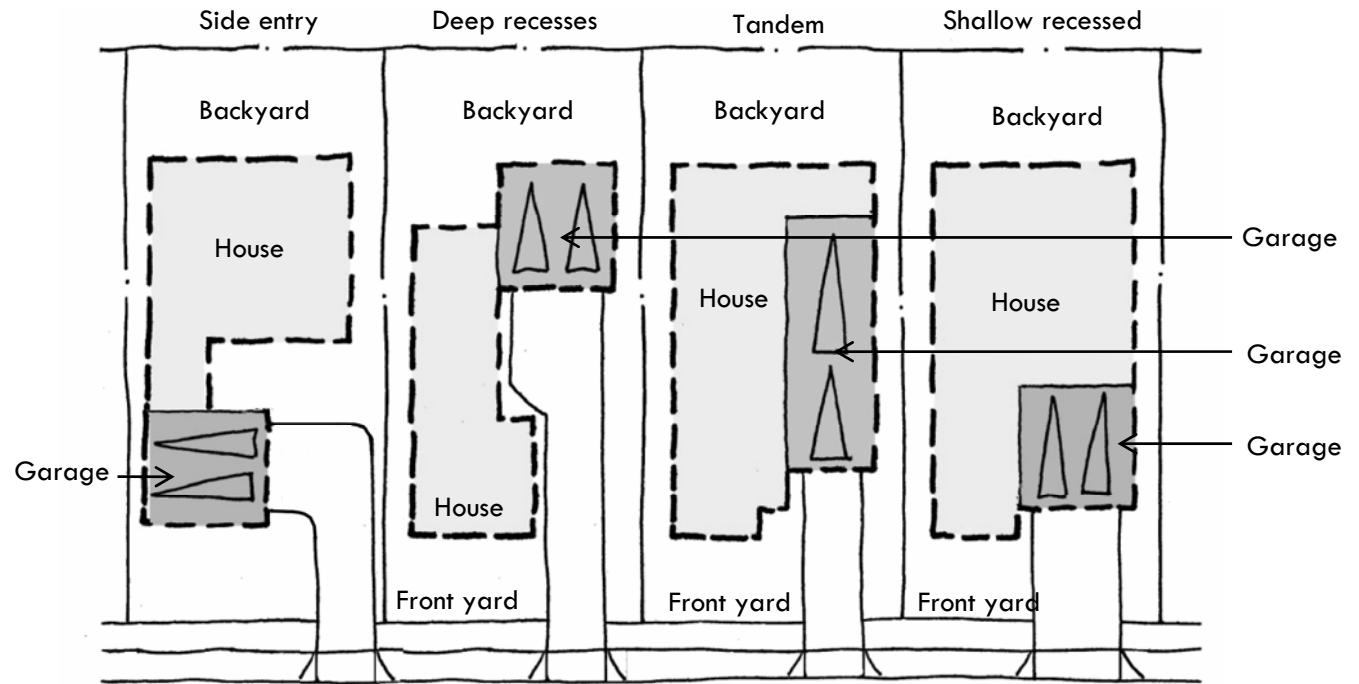 Side entry
Deep recesses
Tandem
Shallow recessed
Backyard
Backyard
Backyard
Backyard
House
Garage
House
House
Garage
Garage
Garage
House
Front yard
Front yard
Front yard